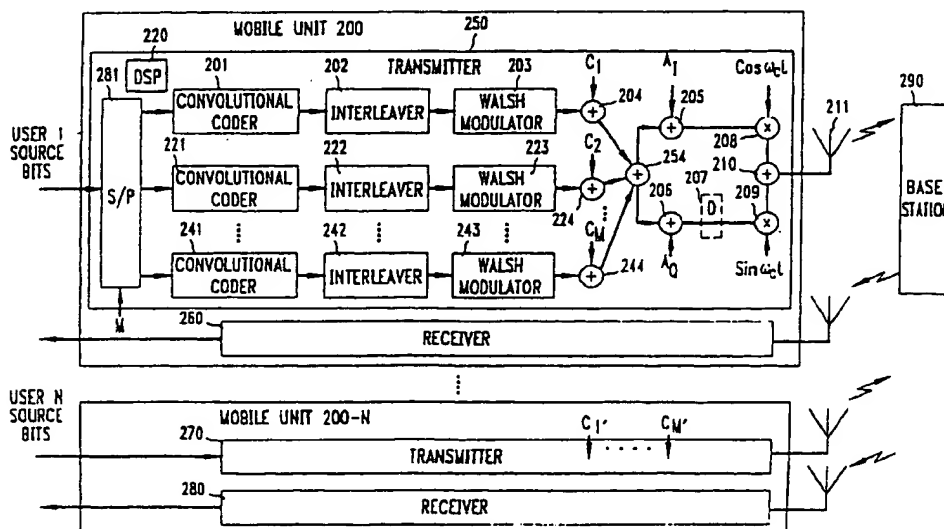 MOBILE UNIT 200
250
220
DSP
TRANSMITTER
281
201
202
203
C1
AI
Cos ωct
CONVOLUTIONAL CODER
INTERLEAVER
WALSH MODULATOR
204
205
208
211
290
USER 1 SOURCE BITS
S/P
221
222
223
C2
254
210
CONVOLUTIONAL CODER
INTERLEAVER
WALSH MODULATOR
224
206
207
D
209
BASE STATION
241
242
243
CM
244
AQ
Sin ωct
CONVOLUTIONAL CODER
INTERLEAVER
WALSH MODULATOR
M
260
RECEIVER
USER N SOURCE BITS
MOBILE UNIT 200-N
C1'
CM'
270
TRANSMITTER
280
RECEIVER